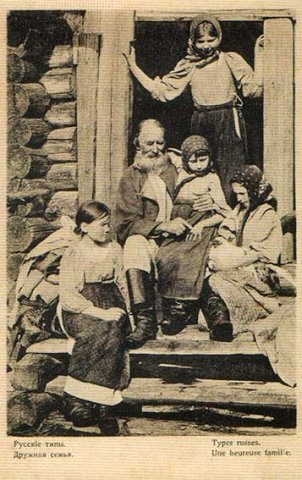 Русскіе типы.
Дружная семья.
Types russes.
Une heureuse famille.